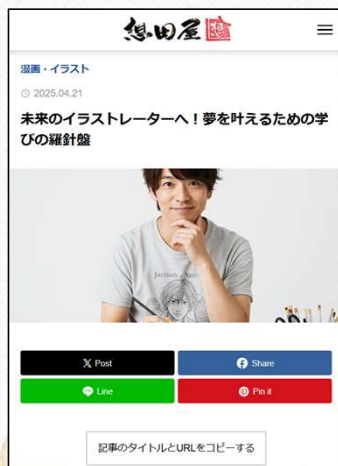 想田屋
漫画・イラスト
2025.04.21
未来のイラストレーターへ！夢を叶えるための学
びの羅針盤
X Post
Share
Line
Pin it
記事のタイトルとURLをコピーする